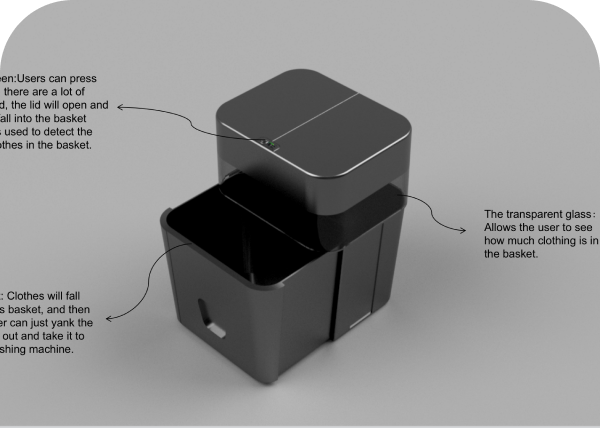 een:Users can press
there are a lot of
d, the lid will open and
all into the basket
s used to detect the
othes in the basket.
The transparent glass:
Allows the user to see
how much clothing is in
the basket.
: Clothes will fall
s basket, and then
er can just yank the
out and take it to
shing machine.